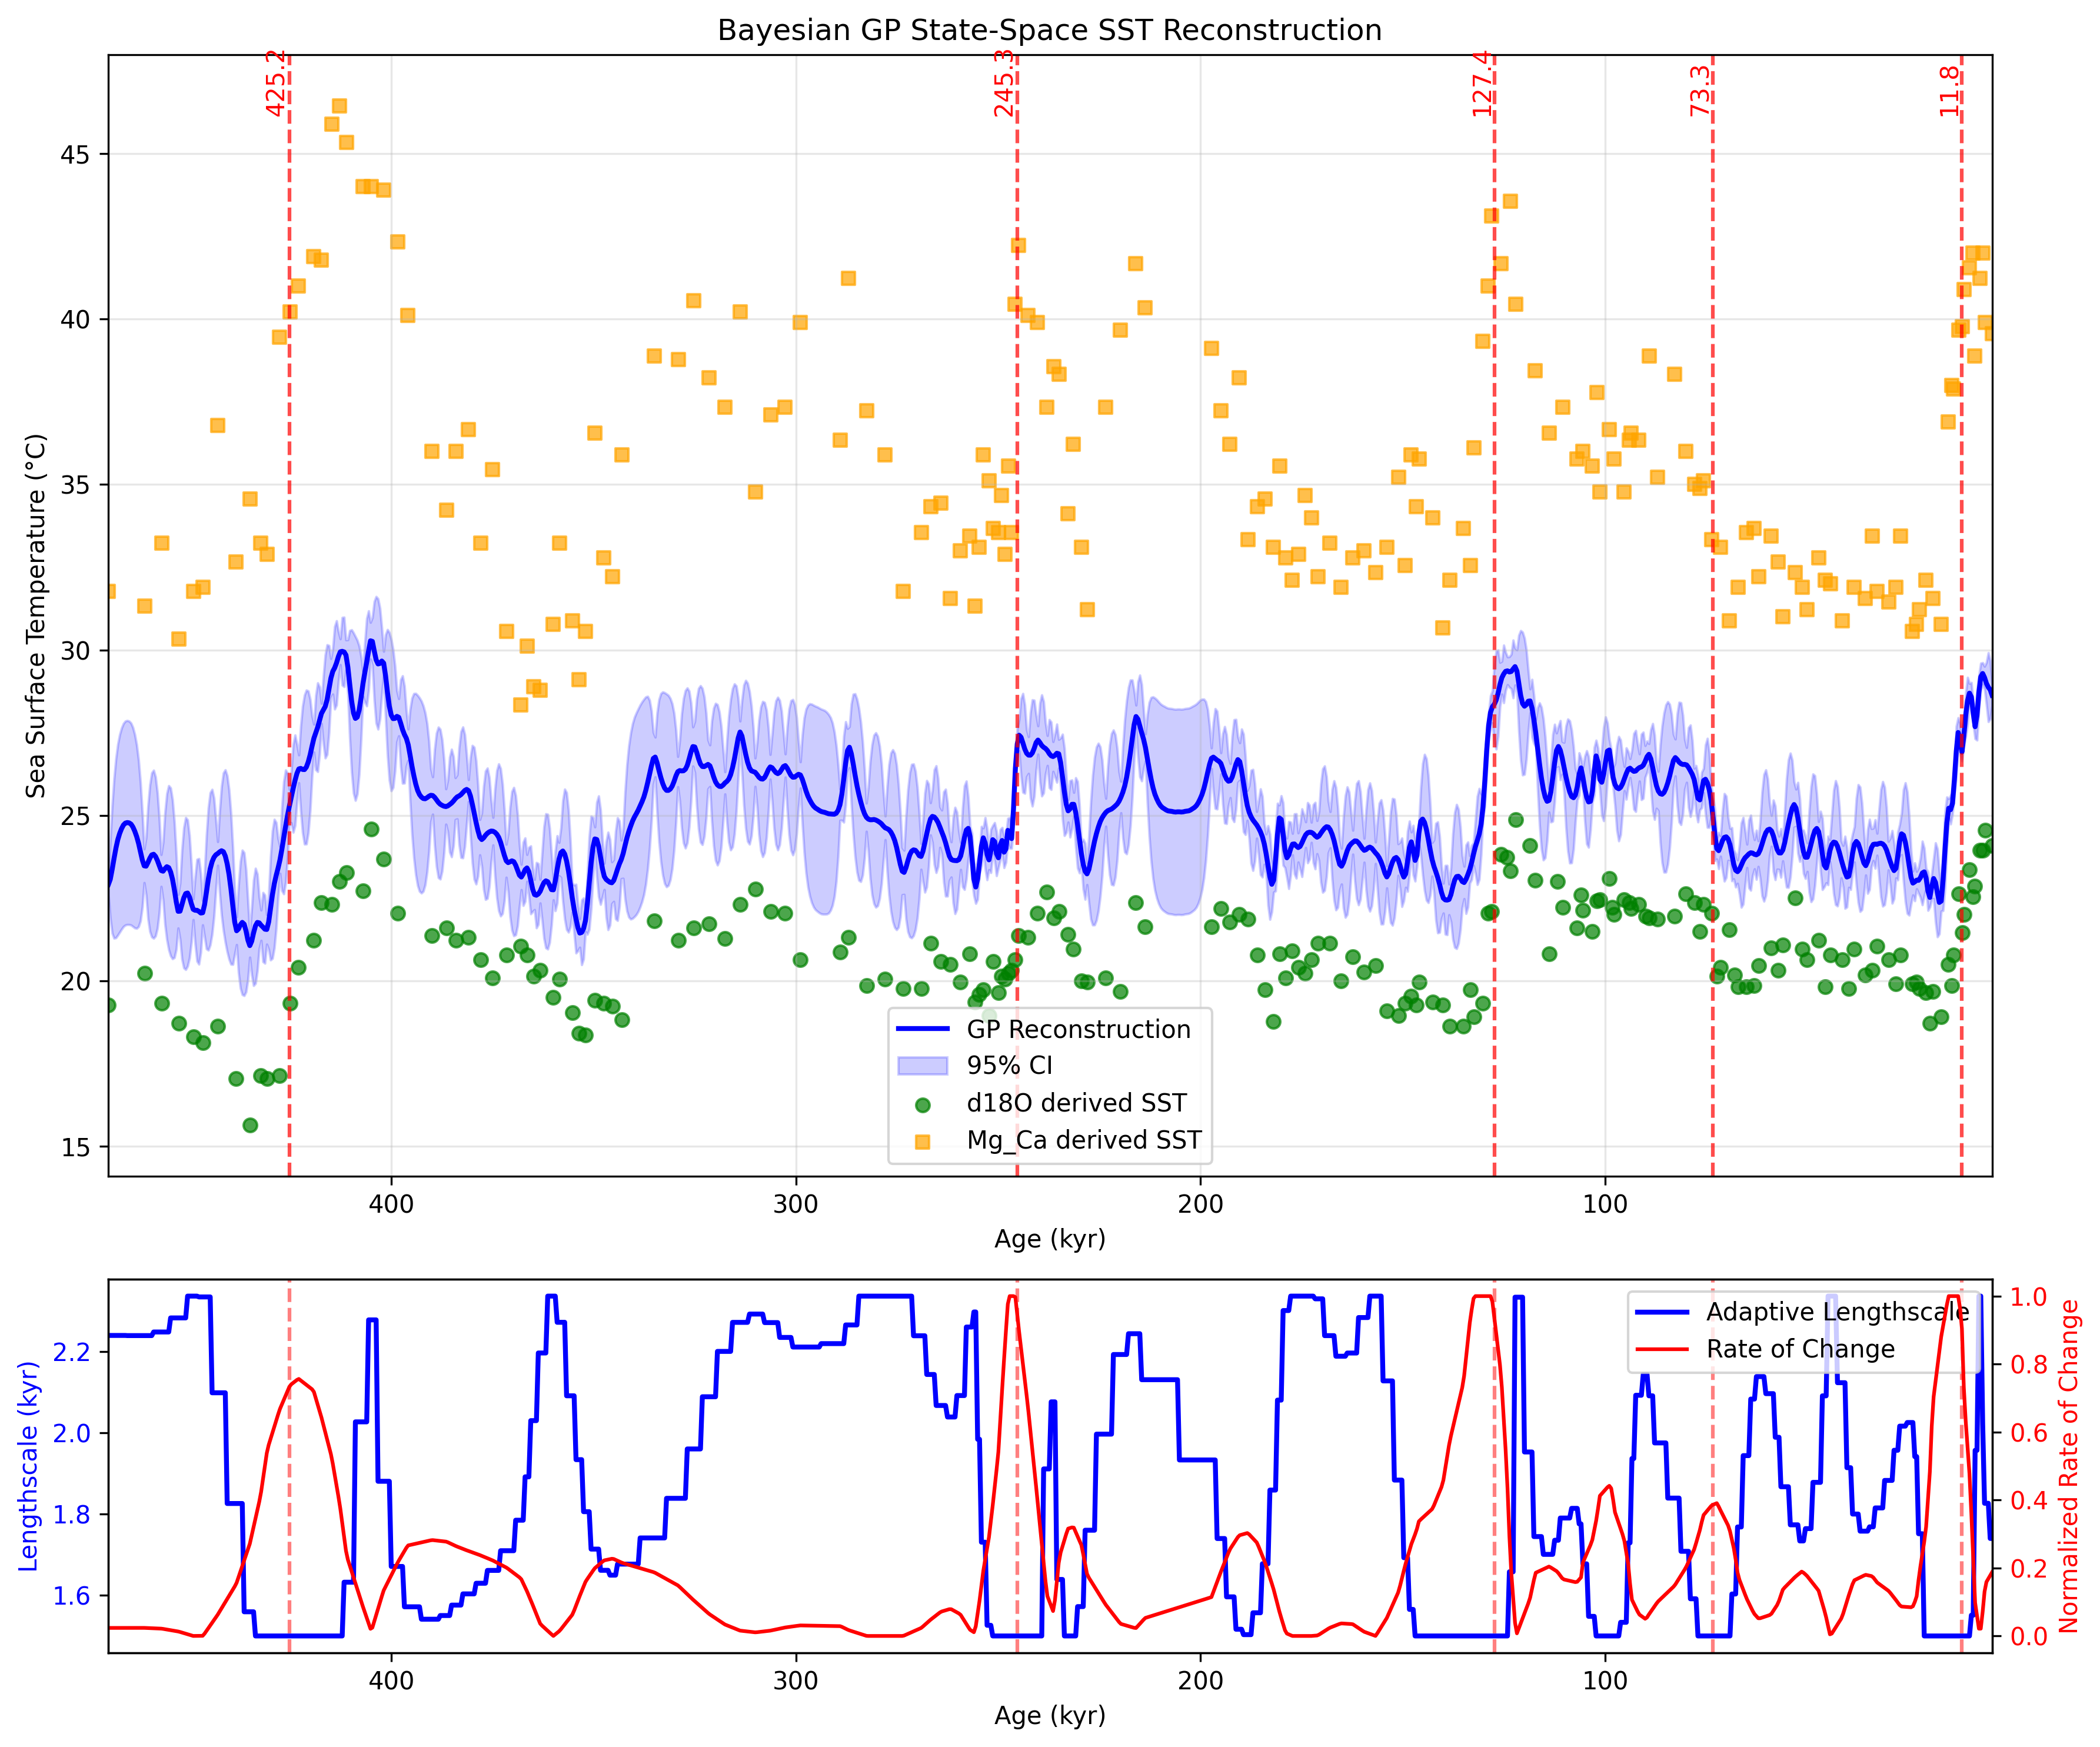 Bayesian GP State-Space SST Reconstruction
425.2
245.3
127.4
73.3
11.8
Sea Surface Temperature (°C)
45
40
35
30
25
20
15
GP Reconstruction
95% CI
d18O derived SST
Mg_Ca derived SST
400
300
200
100
Age (kyr)
Lengthscale (kyr)
2.2
2.0
1.8
1.6
Adaptive Lengthscale
Rate of Change
1.0
0.8
0.6
0.4
0.2
0.0
Normalized Rate of Change
400
300
200
100
Age (kyr)